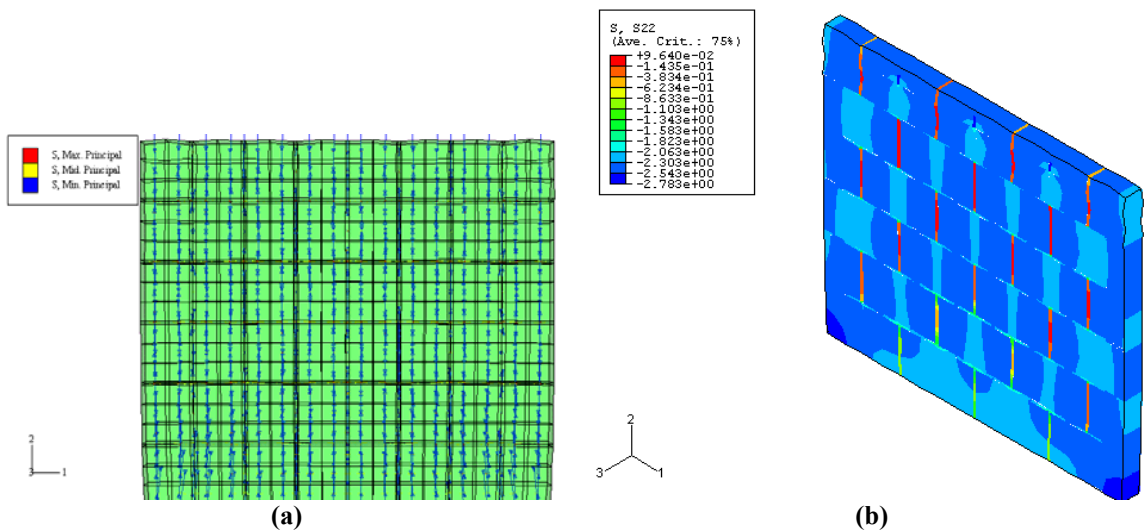 S, Max. Principal
S, Mid. Principal
S, Min. Principal
2
3
1
(a)
S, S22
(Ave. Crit.: 75%)
+9.640e-02
-1.435e-01
-3.834e-01
-6.234e-01
-8.633e-01
-1.103e+00
-1.343e+00
-1.583e+00
-1.823e+00
-2.063e+00
-2.303e+00
-2.543e+00
-2.783e+00
2
3
1
(b)